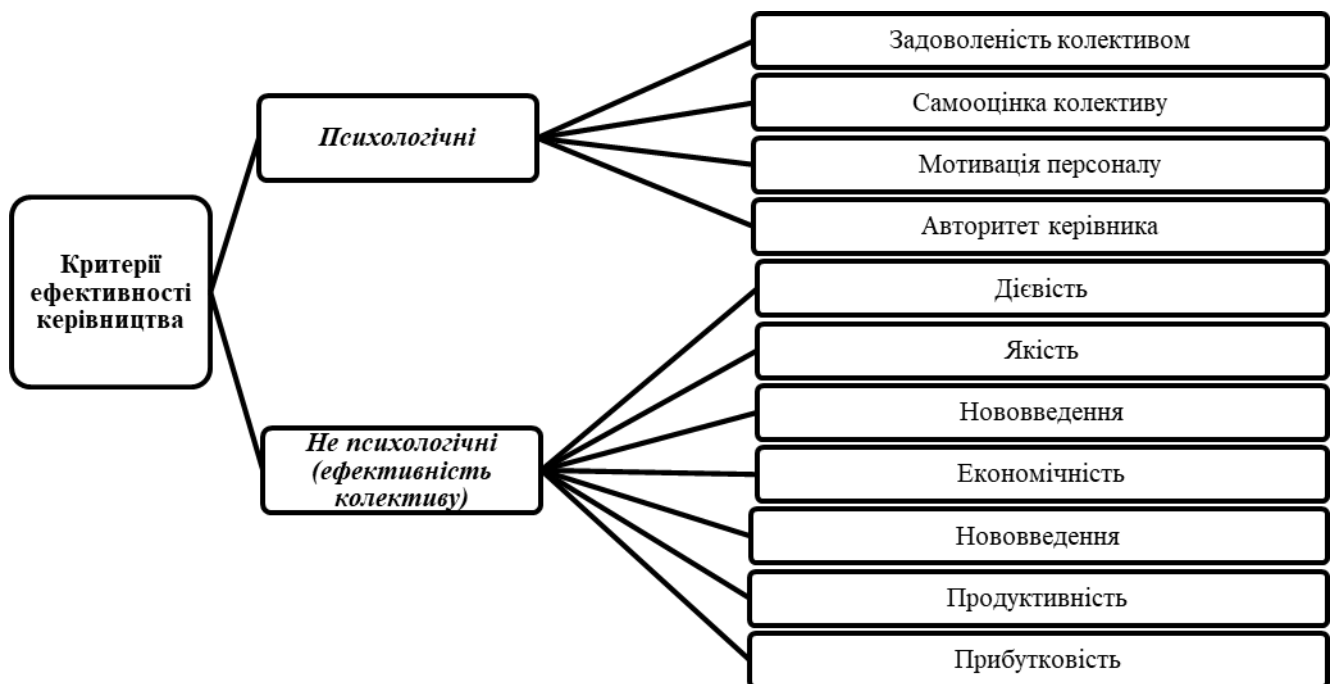 Критерії
ефективності
керівництва
Психологічні
Задоволеність колективом
Самооцінка колективу
Мотивація персоналу
Авторитет керівника
Не психологічні
(ефективність
колективу)
Дієвість
Якість
Нововведення
Економічність
Нововведення
Продуктивність
Прибутковість